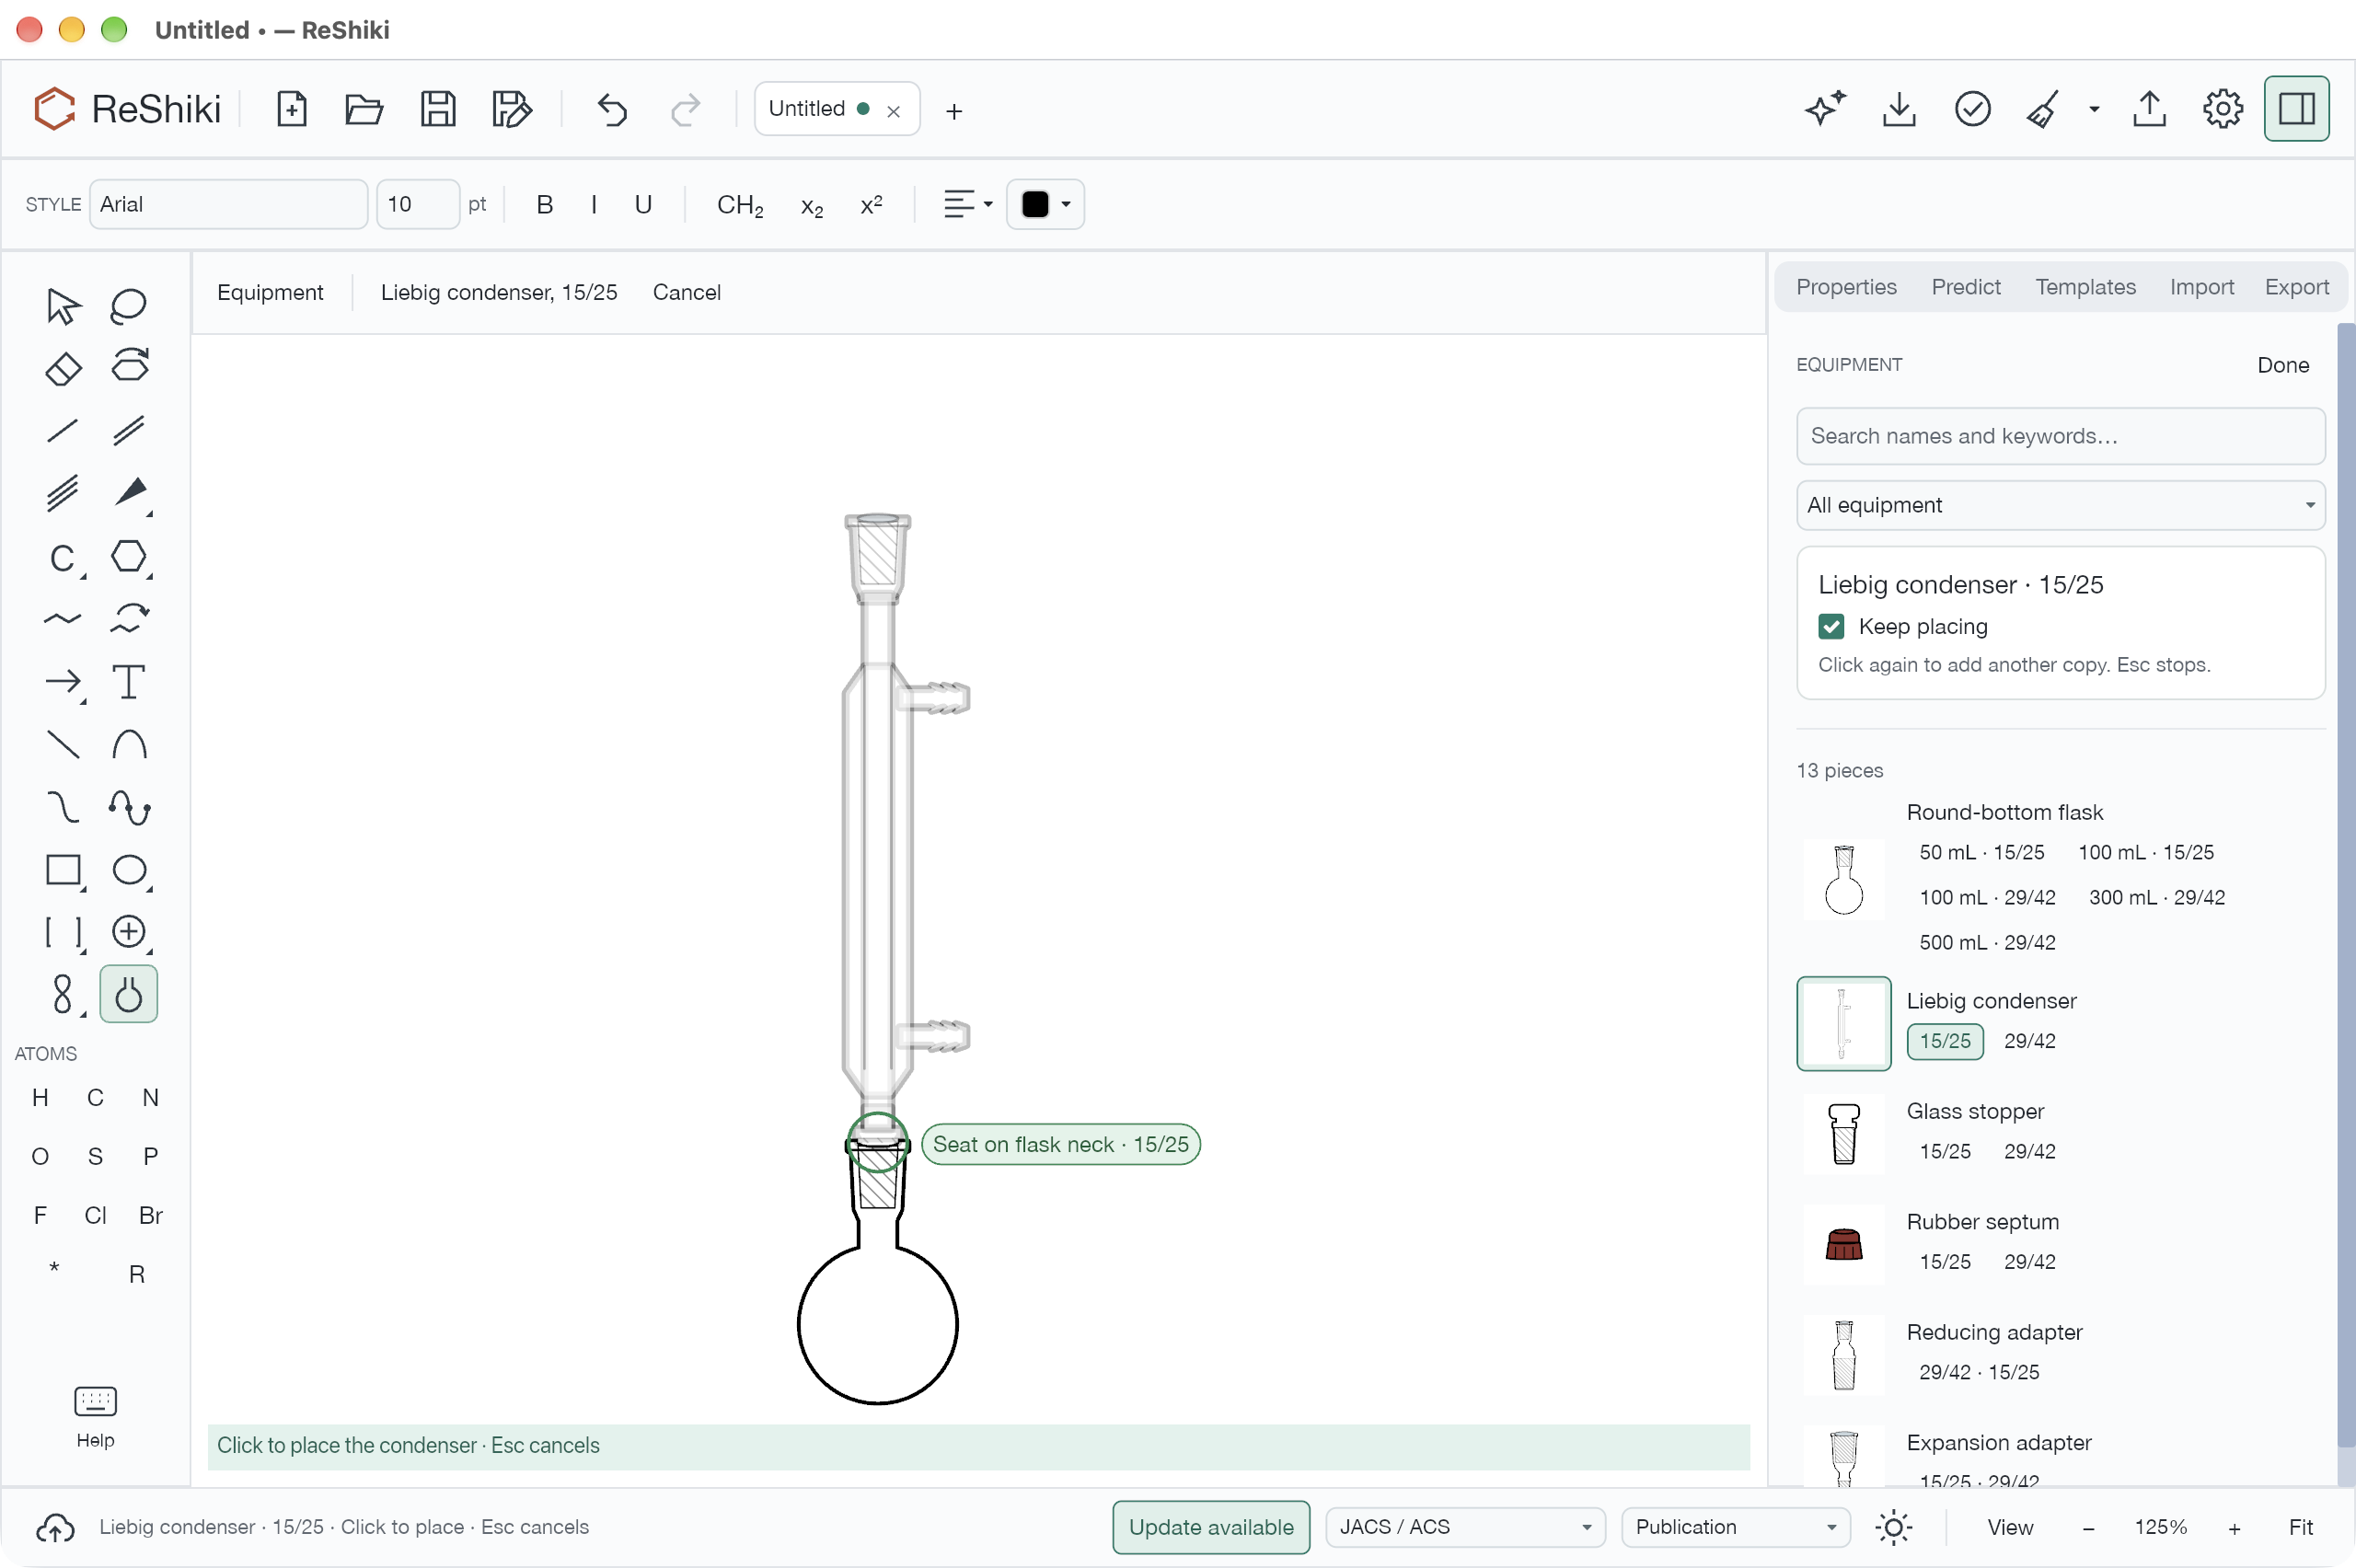 Untitled • — ReShiki
ReShiki
Untitled
STYLE Arial 10 pt B I U CH₂ x₂ x²
Equipment Liebig condenser, 15/25 Cancel
Properties Predict Templates Import Export
EQUIPMENT Done
Search names and keywords...
All equipment
Liebig condenser · 15/25
Keep placing
Click again to add another copy. Esc stops.
13 pieces
Round-bottom flask
50 mL · 15/25 100 mL · 15/25
100 mL · 29/42 300 mL · 29/42
500 mL · 29/42
Liebig condenser
15/25 29/42
Glass stopper
15/25 29/42
Rubber septum
15/25 29/42
Reducing adapter
29/42 · 15/25
Expansion adapter
15/25 · 29/42
C
T
ATOMS
H C N
O S P
F Cl Br
* R
Help
Seat on flask neck · 15/25
Click to place the condenser · Esc cancels
Liebig condenser · 15/25 · Click to place · Esc cancels
Update available JACS / ACS Publication View − 125% + Fit